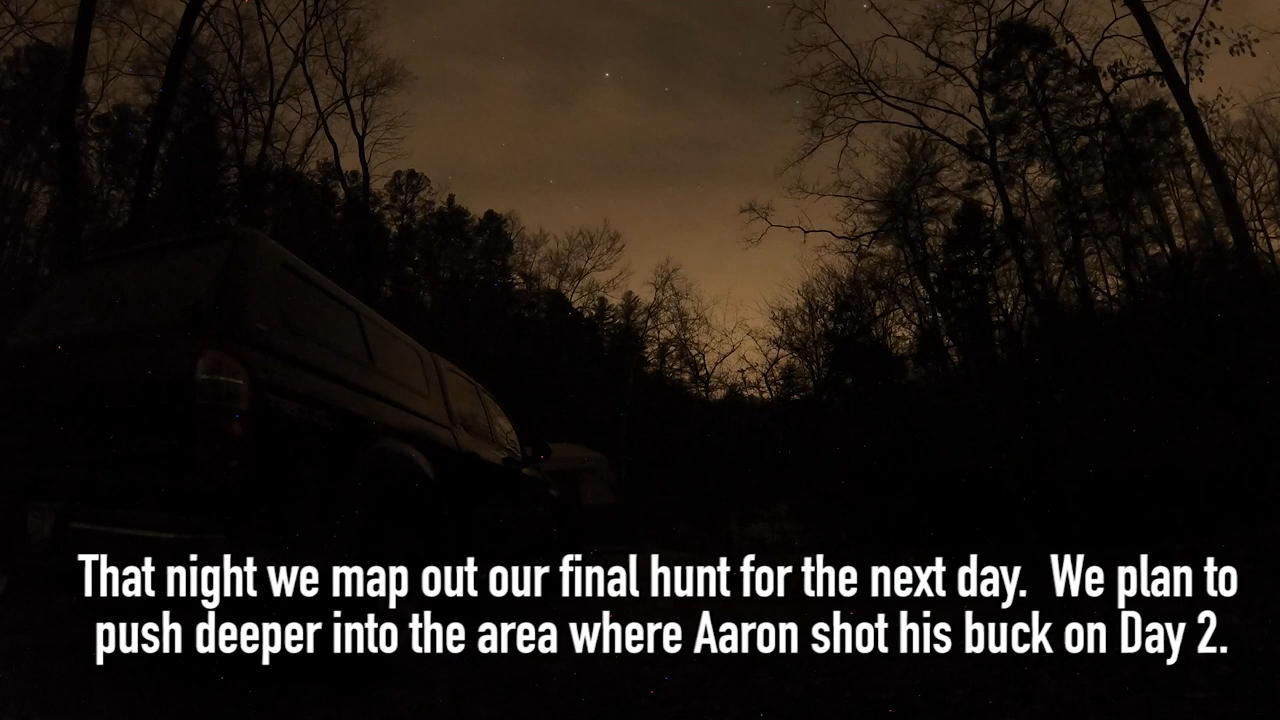 That night we map out our final hunt for the next day.  We plan to
push deeper into the area where Aaron shot his buck on Day 2.